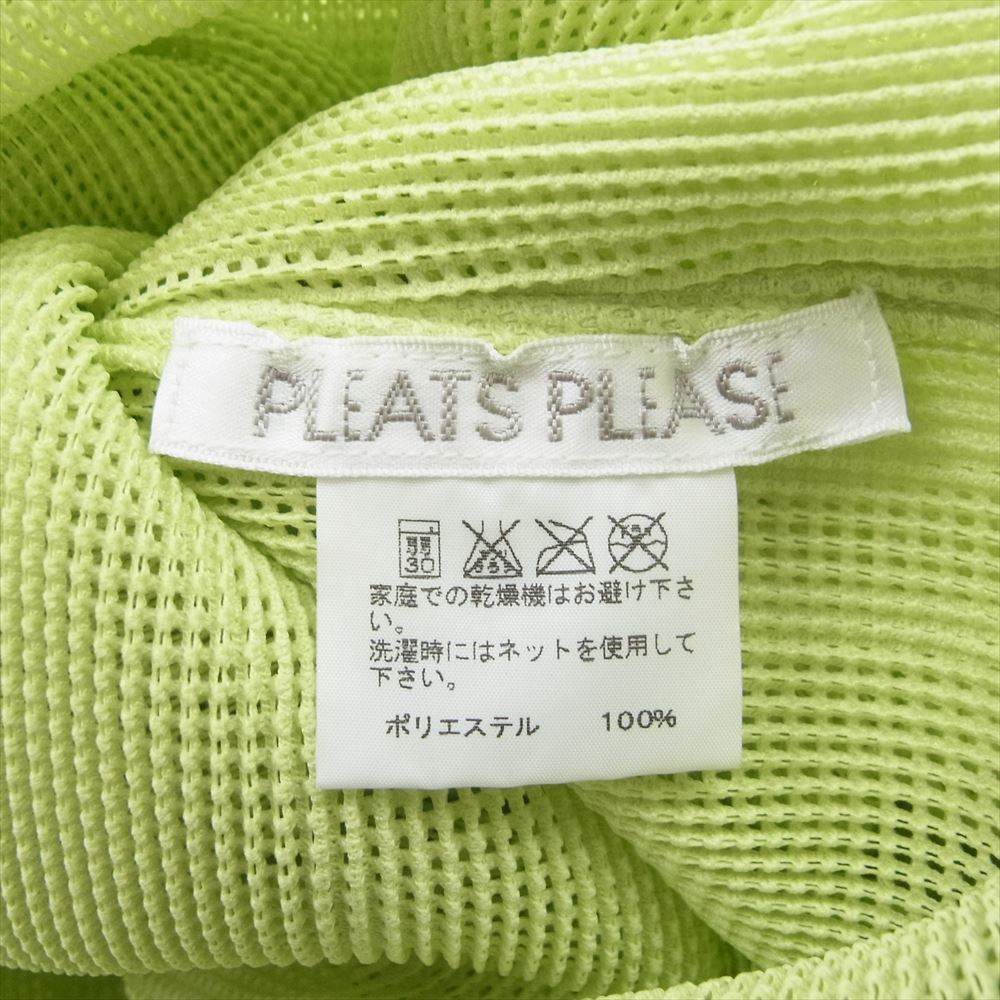 PLEATS PLEASE
弱
30
家庭での乾燥機はお避け下さ
い。
洗濯時にはネットを使用して
下さい。
ポリエステル 100%